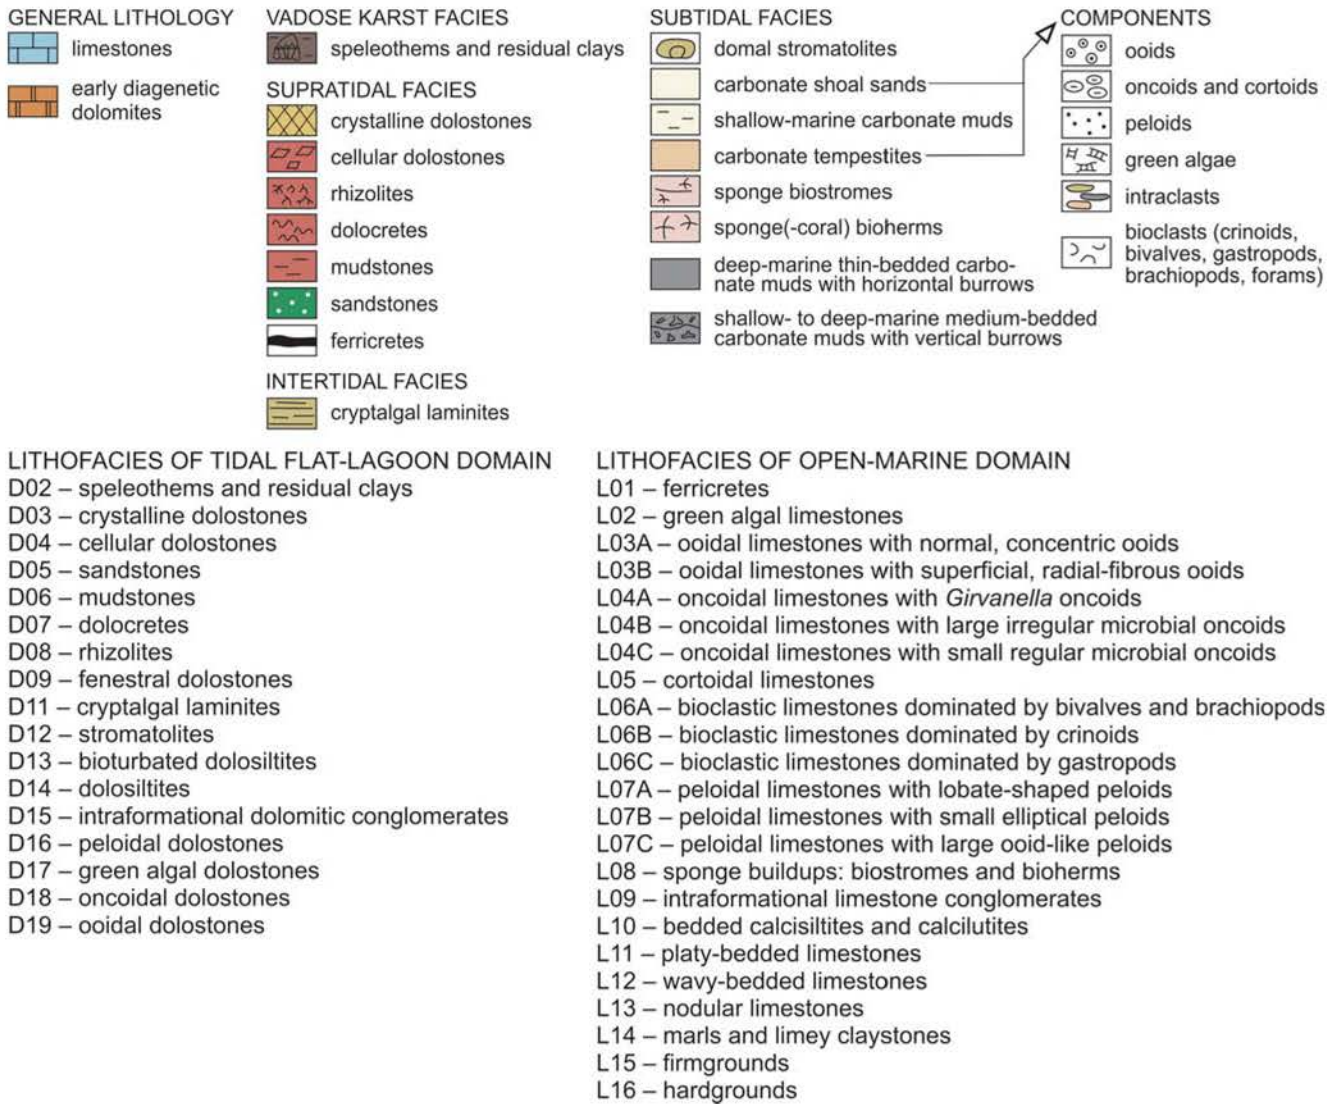 GENERAL LITHOLOGY
limestones
early diagenetic
dolomites
VADOSE KARST FACIES
speleothems and residual clays
SUPRATIDAL FACIES
crystalline dolostones
cellular dolostones
rhizolites
dolocretes
mudstones
sandstones
ferricretes
INTERTIDAL FACIES
cryptalgal laminites
SUBTIDAL FACIES
domal stromatolites
carbonate shoal sands
shallow-marine carbonate muds
carbonate tempestites
sponge biostromes
sponge(-coral) bioherms
deep-marine thin-bedded carbo-
nate muds with horizontal burrows
shallow- to deep-marine medium-bedded
carbonate muds with vertical burrows
COMPONENTS
ooids
oncoids and cortoids
peloids
green algae
intraclasts
bioclasts (crinoids,
bivalves, gastropods,
brachiopods, forams)
LITHOFACIES OF TIDAL FLAT-LAGOON DOMAIN
D02 – speleothems and residual clays
D03 – crystalline dolostones
D04 – cellular dolostones
D05 – sandstones
D06 – mudstones
D07 – dolocretes
D08 – rhizolites
D09 – fenestral dolostones
D11 – cryptalgal laminites
D12 – stromatolites
D13 – bioturbated dolosiltites
D14 – dolosiltites
D15 – intraformational dolomitic conglomerates
D16 – peloidal dolostones
D17 – green algal dolostones
D18 – oncoidal dolostones
D19 – ooidal dolostones
LITHOFACIES OF OPEN-MARINE DOMAIN
L01 – ferricretes
L02 – green algal limestones
L03A – ooidal limestones with normal, concentric ooids
L03B – ooidal limestones with superficial, radial-fibrous ooids
L04A – oncoidal limestones with Girvanella oncoids
L04B – oncoidal limestones with large irregular microbial oncoids
L04C – oncoidal limestones with small regular microbial oncoids
L05 – cortoidal limestones
L06A – bioclastic limestones dominated by bivalves and brachiopods
L06B – bioclastic limestones dominated by crinoids
L06C – bioclastic limestones dominated by gastropods
L07A – peloidal limestones with lobate-shaped peloids
L07B – peloidal limestones with small elliptical peloids
L07C – peloidal limestones with large ooid-like peloids
L08 – sponge buildups: biostromes and bioherms
L09 – intraformational limestone conglomerates
L10 – bedded calcisiltites and calcilutites
L11 – platy-bedded limestones
L12 – wavy-bedded limestones
L13 – nodular limestones
L14 – marls and limey claystones
L15 – firmgrounds
L16 – hardgrounds